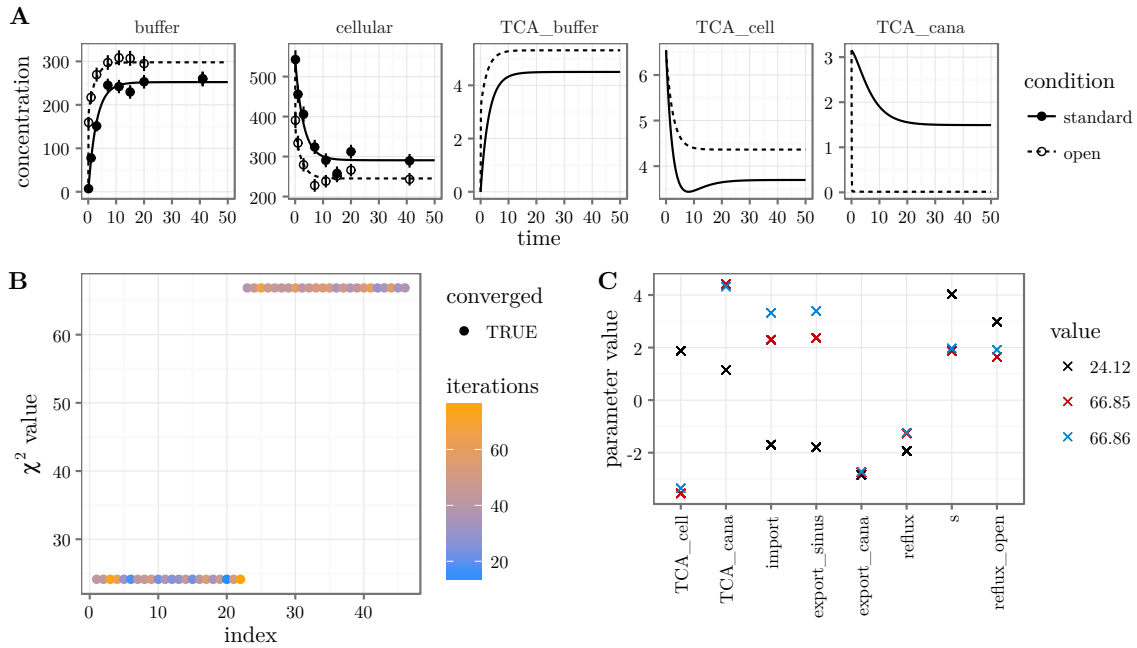 A
buffer
cellular
TCA_buffer
TCA_cell
TCA_cana
concentration
300
200
100
0
500
400
300
200
4
2
0
6
5
4
3
2
1
0
0 10 20 30 40 50
0 10 20 30 40 50
0 10 20 30 40 50
0 10 20 30 40 50
0 10 20 30 40 50
time
condition
standard
open
B
χ² value
60
50
40
30
0 10 20 30 40
index
converged
TRUE
iterations
60
40
20
C
parameter value
4
2
0
-2
TCA_cell
TCA_cana
import
export_sinus
export_cana
reflux
s
reflux_open
value
24.12
66.85
66.86